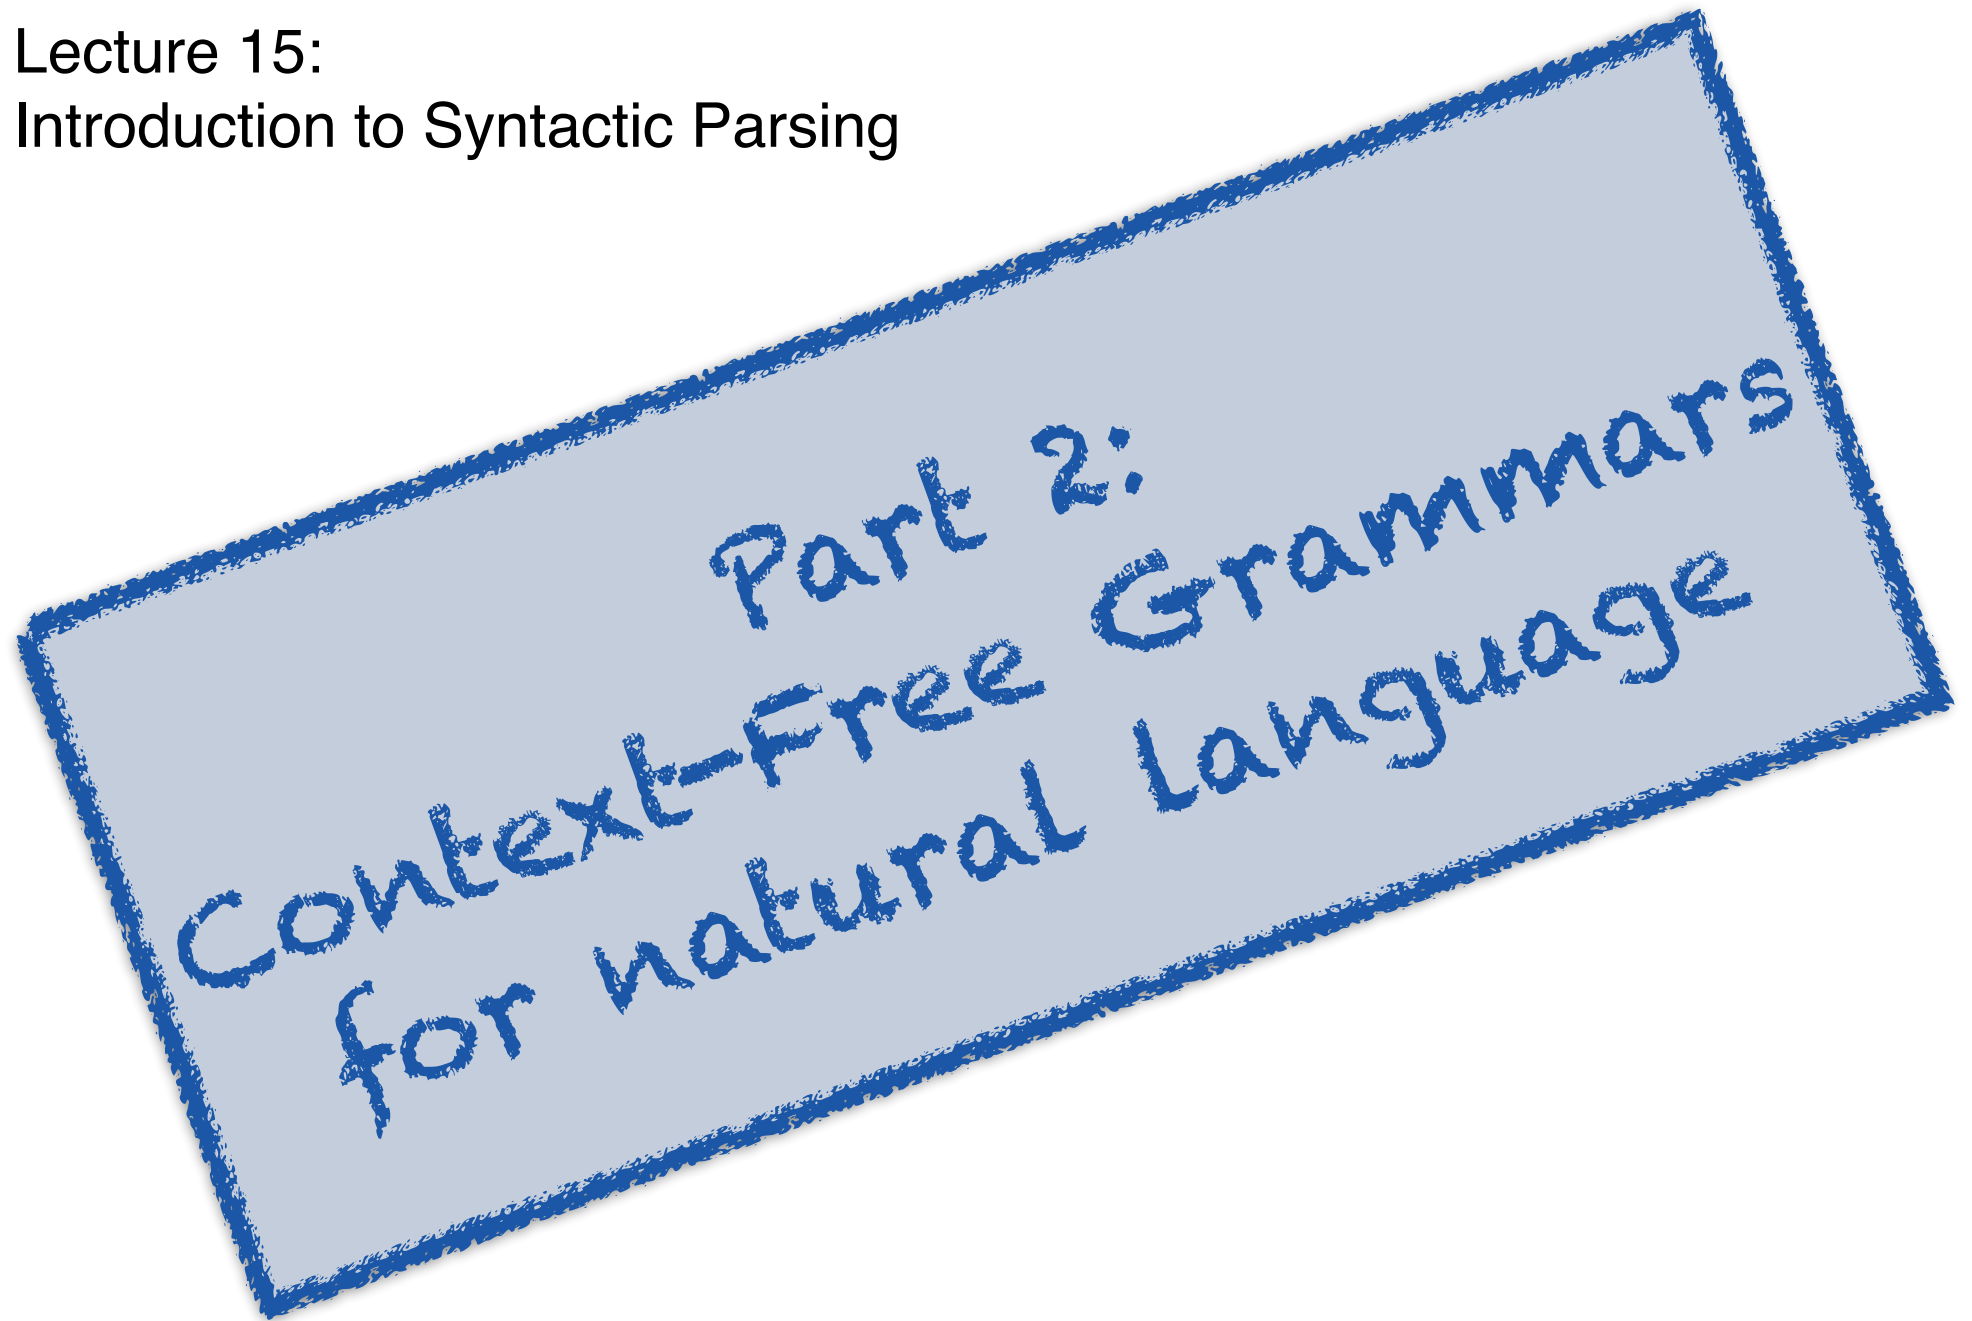 Lecture 15:
Introduction to Syntactic Parsing
Part 2:
Context-Free Grammars
for natural language